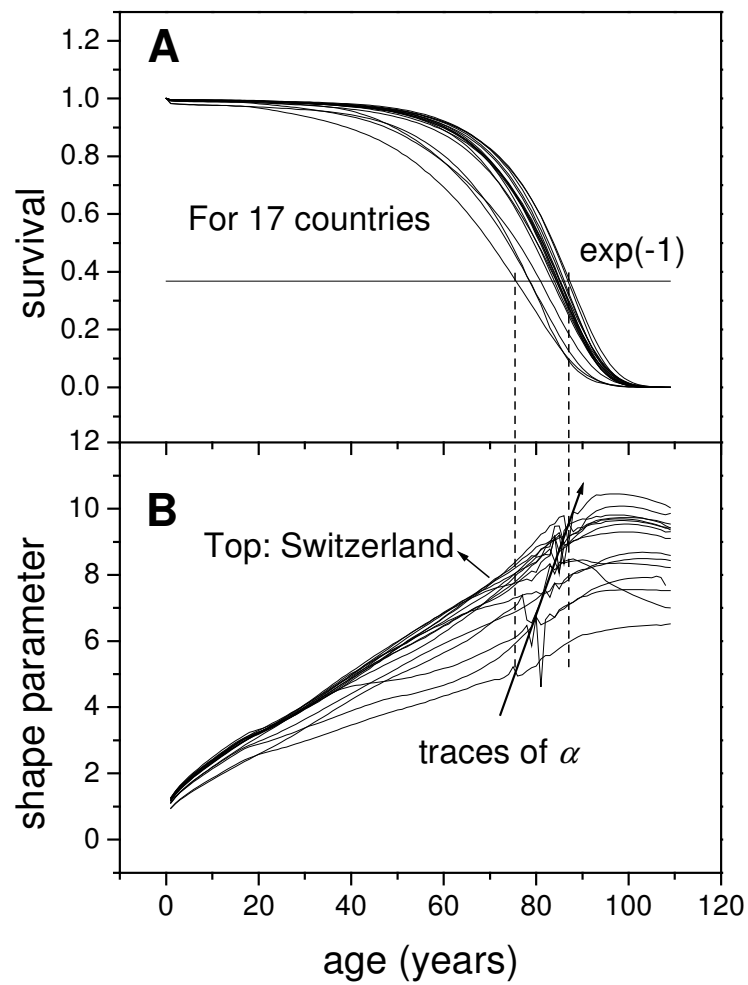 A
1.2
1.0
0.8
0.6
0.4
0.2
0.0
survival
For 17 countries
exp(-1)
B
12
10
8
6
4
2
0
shape parameter
Top: Switzerland
traces of α
0 20 40 60 80 100 120
age (years)